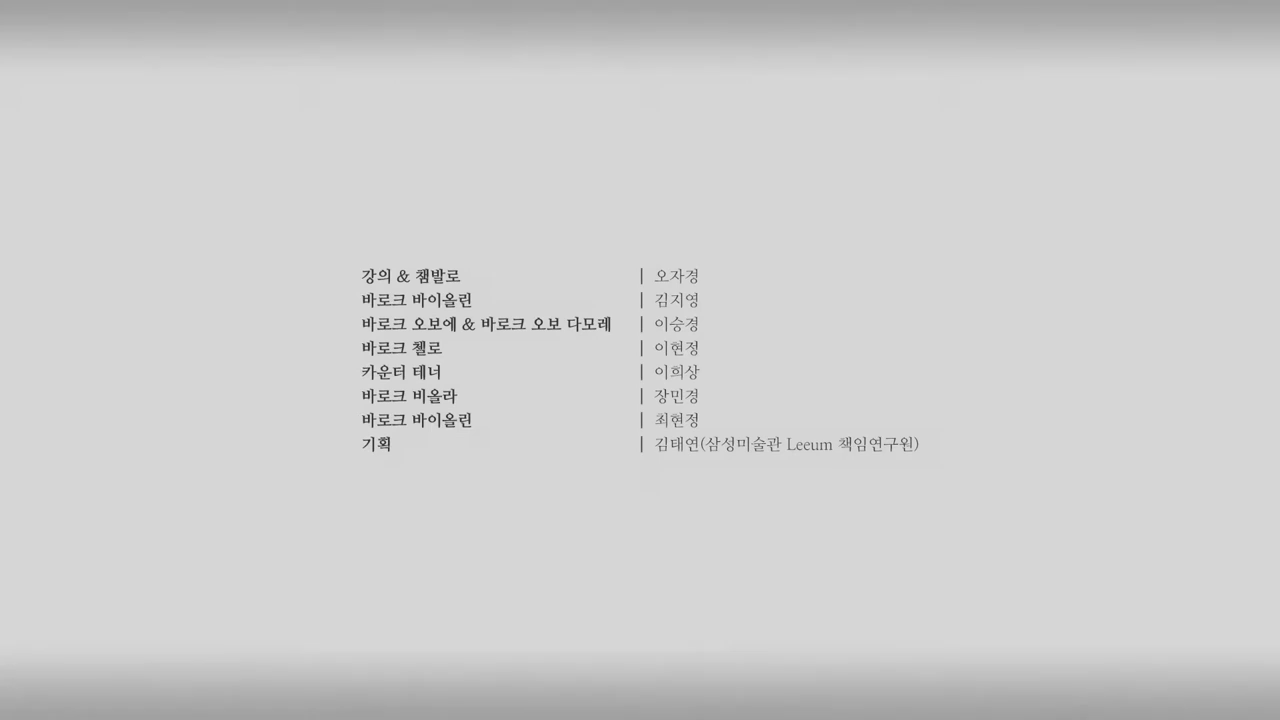 강의 & 챔발로 | 오자경
바로크 바이올린 | 김지영
바로크 오보에 & 바로크 오보 다모레 | 이승경
바로크 첼로 | 이현정
카운터 테너 | 이희상
바로크 비올라 | 장민경
바로크 바이올린 | 최현정
기획 | 김태연(삼성미술관 Leeum 책임연구원)